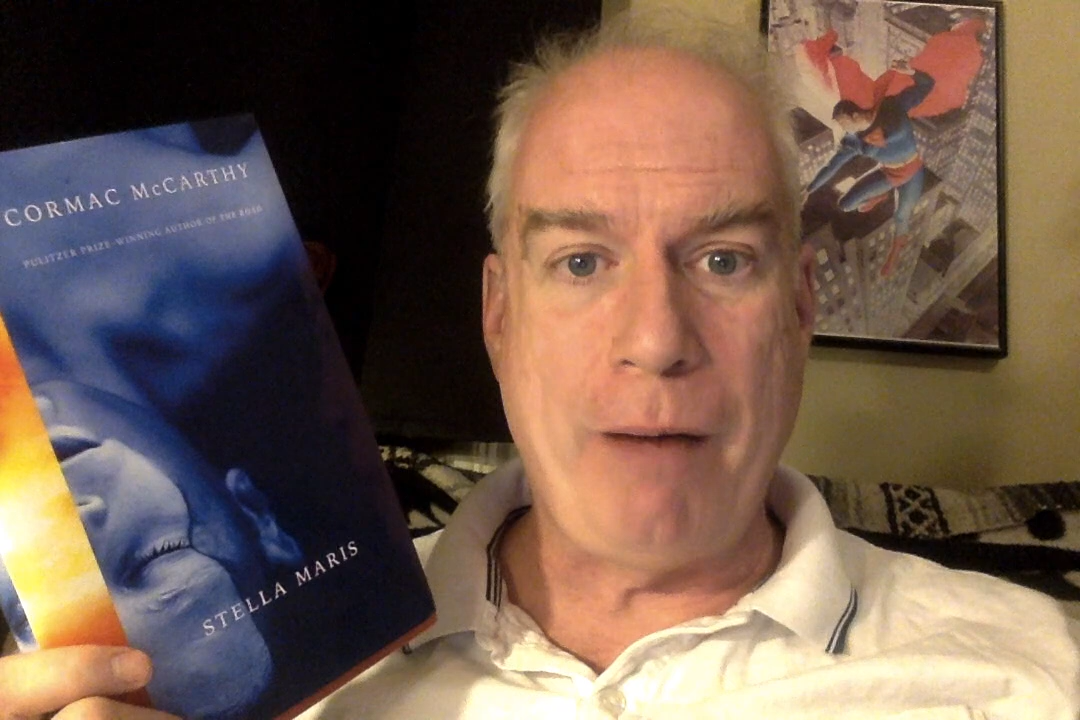 CORMAC McCARTHY
PULITZER PRIZE–WINNING AUTHOR OF THE ROAD
STELLA MARIS